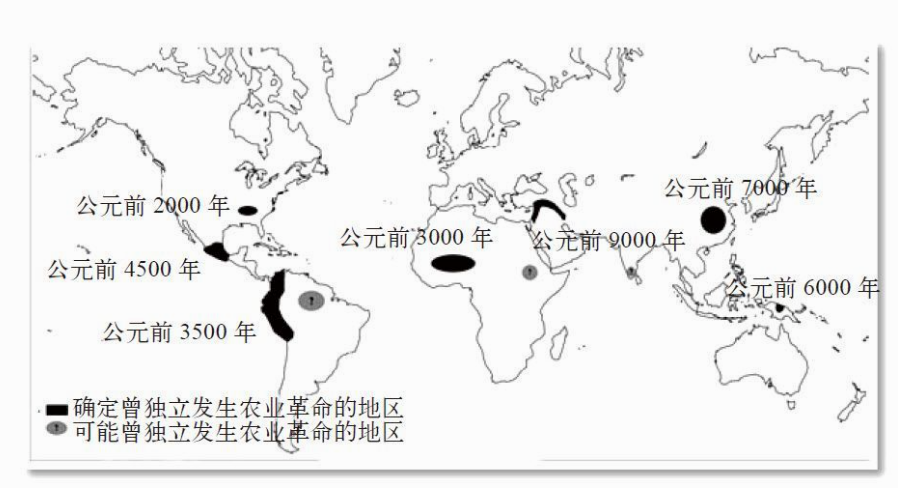 公元前 7000 年
公元前 2000 年
公元前 5000 年
公元前 9000 年
公元前 4500 年
公元前 6000 年
公元前 3500 年
确定曾独立发生农业革命的地区
可能曾独立发生农业革命的地区
?
?
?
?